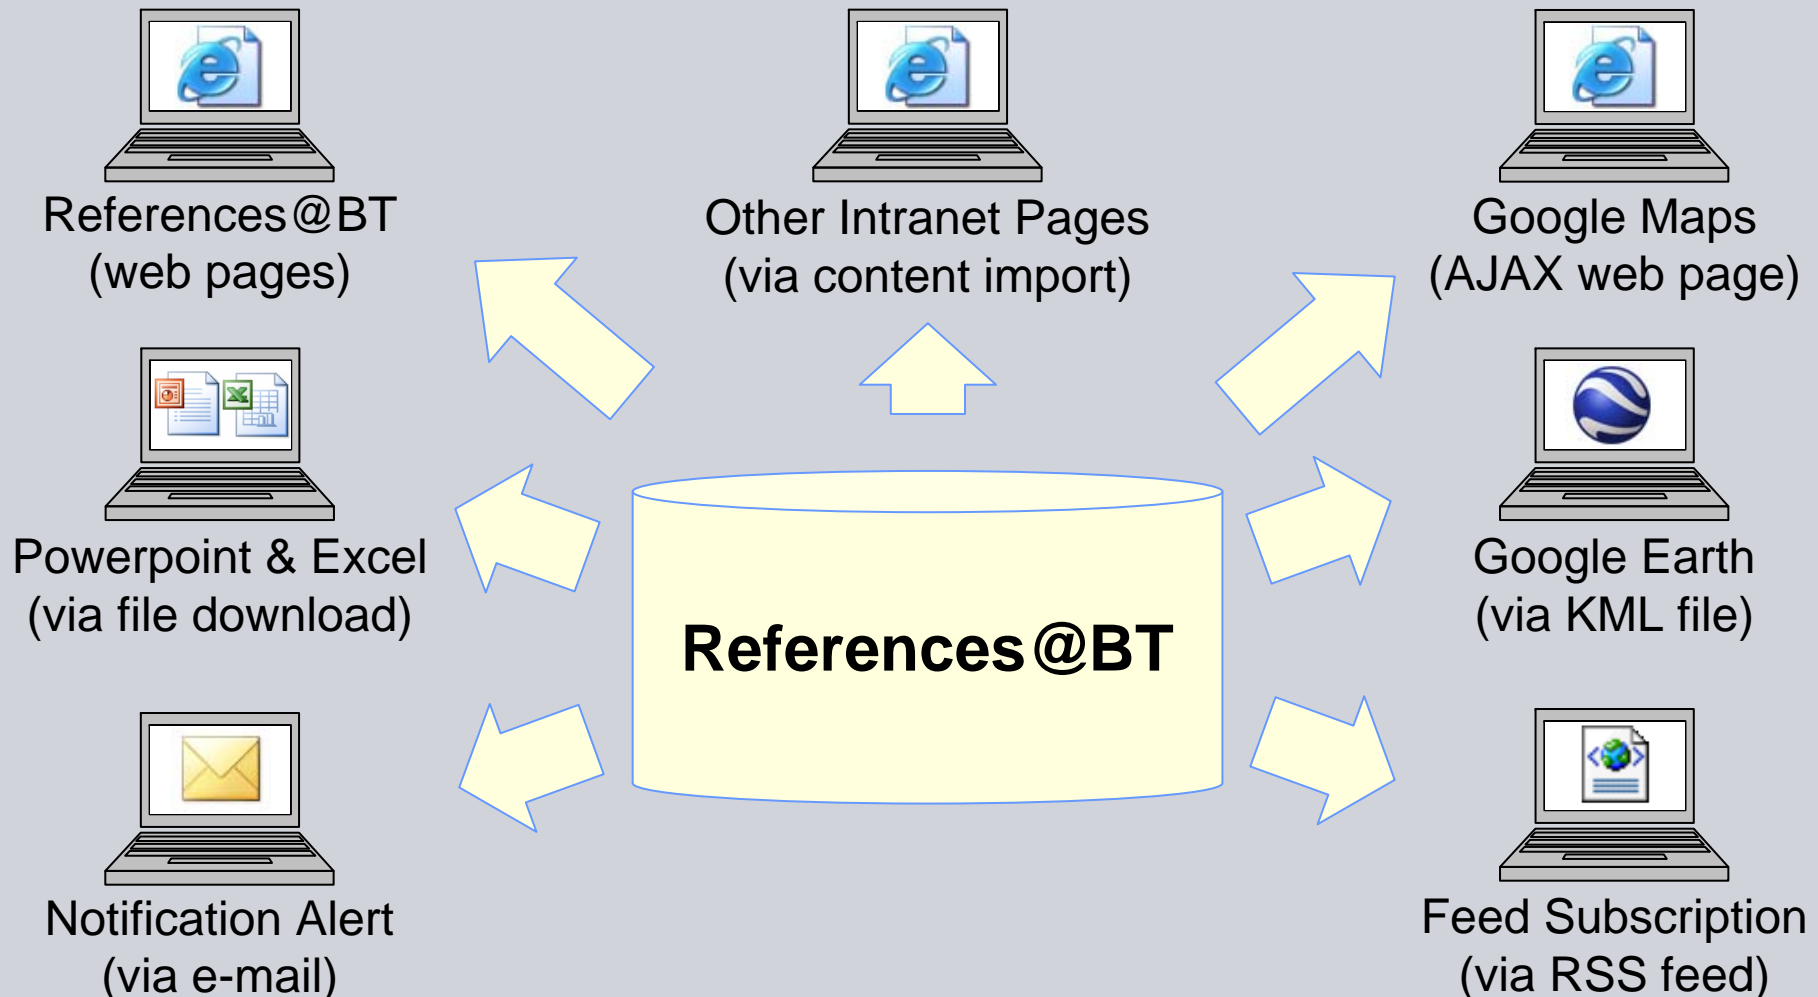 References@BT
(web pages)
Other Intranet Pages
(via content import)
Google Maps
(AJAX web page)
Powerpoint & Excel
(via file download)
References@BT
Google Earth
(via KML file)
Notification Alert
(via e-mail)
Feed Subscription
(via RSS feed)